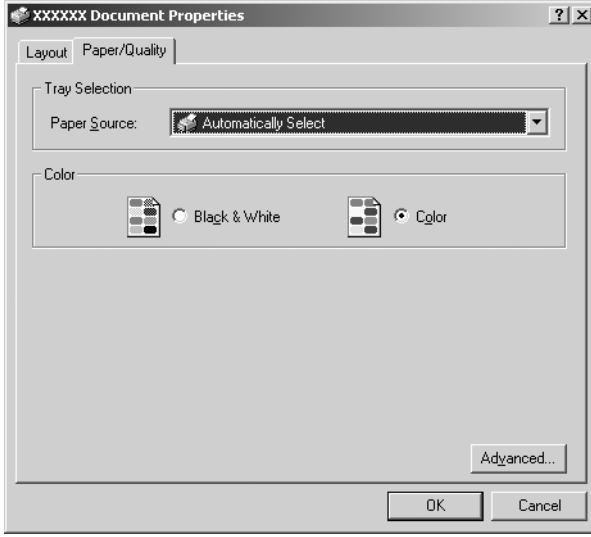 XXXXXX Document Properties
Layout Paper/Quality
Tray Selection
Paper Source: Automatically Select
Color
Black & White Color
Advanced...
OK Cancel